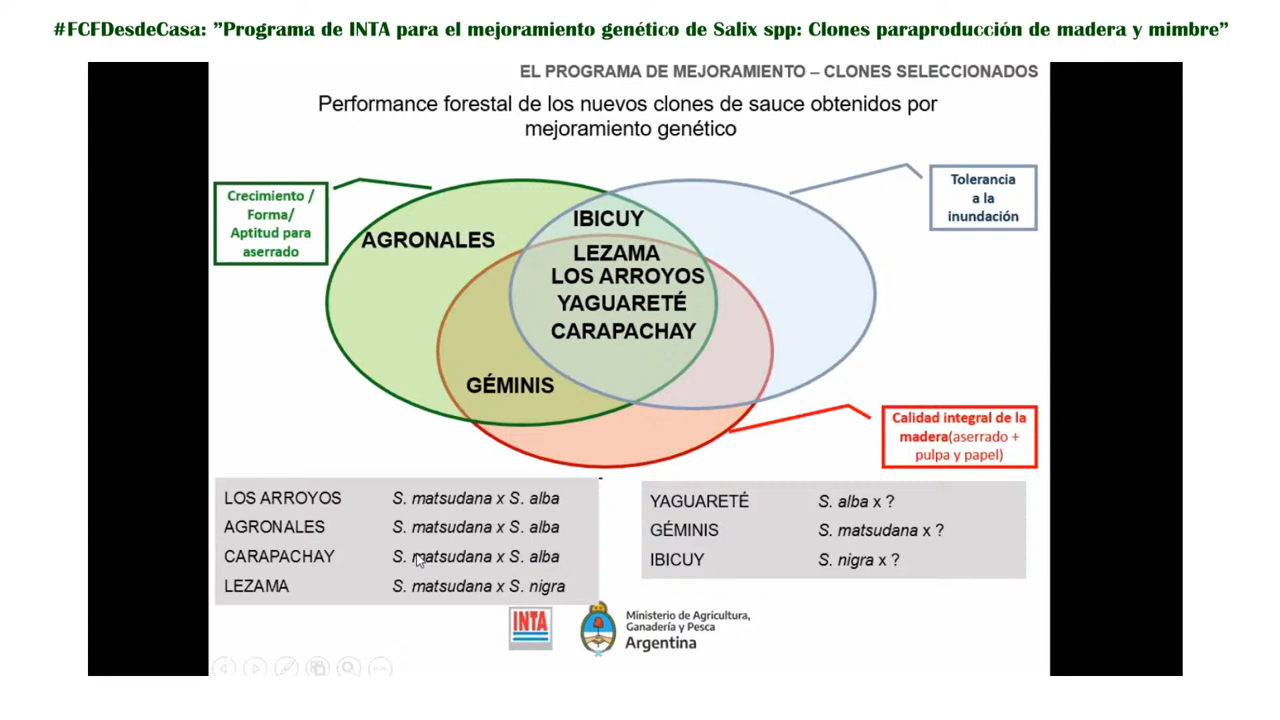 #FCFDesdeCasa: ”Programa de INTA para el mejoramiento genético de Salix spp: Clones paraproducción de madera y mimbre”
EL PROGRAMA DE MEJORAMIENTO – CLONES SELECCIONADOS
Performance forestal de los nuevos clones de sauce obtenidos por
mejoramiento genético
Crecimiento /
Forma/
Aptitud para
aserrado
Tolerancia
a la
inundación
IBICUY
AGRONALES
LEZAMA
LOS ARROYOS
YAGUARETÉ
CARAPACHAY
GÉMINIS
Calidad integral de la
madera(aserrado +
pulpa y papel)
LOS ARROYOS S. matsudana x S. alba
AGRONALES S. matsudana x S. alba
CARAPACHAY S. matsudana x S. alba
LEZAMA S. matsudana x S. nigra
YAGUARETÉ S. alba x ?
GÉMINIS S. matsudana x ?
IBICUY S. nigra x ?
INTA
Ministerio de Agricultura,
Ganadería y Pesca
Argentina